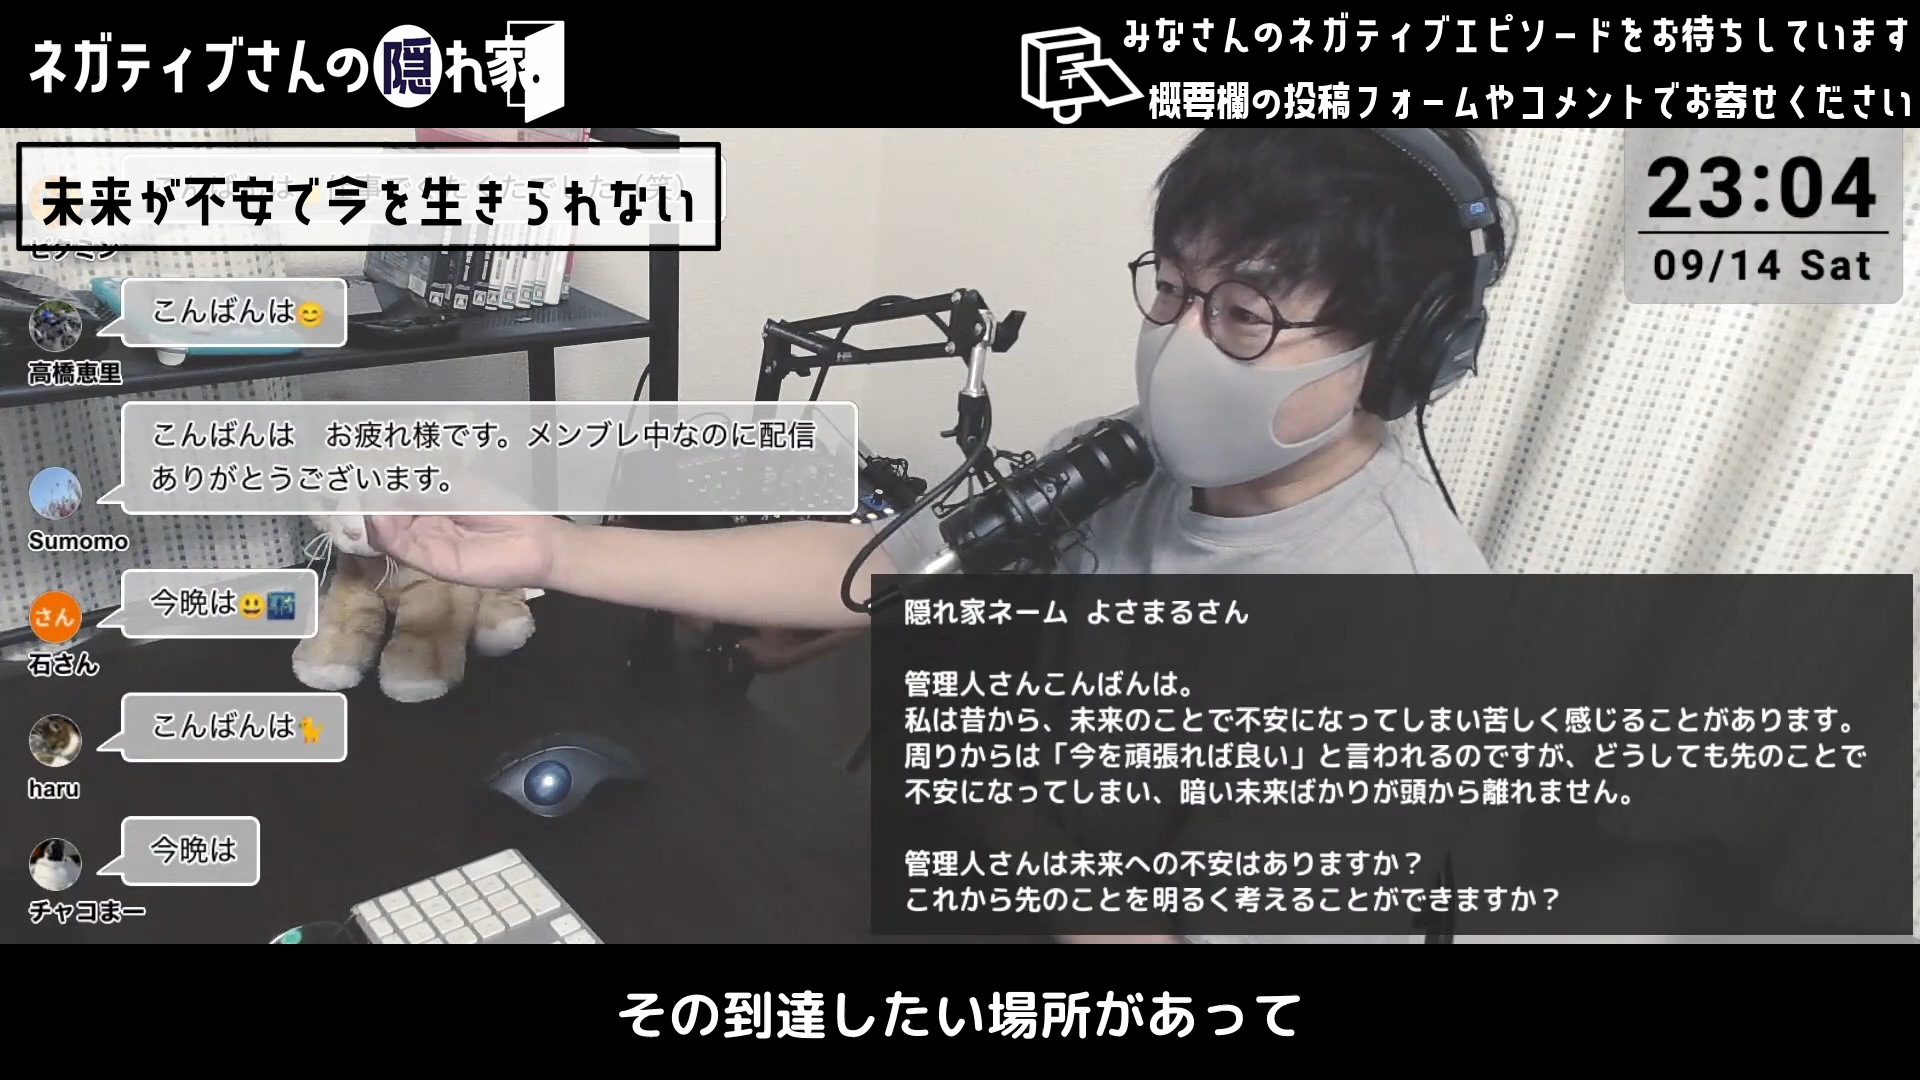 ネガティブさんの隠れ家
みなさんのネガティブエピソードをお待ちしています
概要欄の投稿フォームやコメントでお寄せください
未来が不安で今を生きられない
23:04
09/14 Sat
ピクミン
こんばんは😊
高橋恵里
こんばんは　お疲れ様です。メンブレ中なのに配信
ありがとうございます。
Sumomo
今晩は😃🌃
さん
石さん
こんばんは🐈
haru
今晩は
チャコまー
隠れ家ネーム よさまるさん
管理人さんこんばんは。
私は昔から、未来のことで不安になってしまい苦しく感じることがあります。
周りからは「今を頑張れば良い」と言われるのですが、どうしても先のことで
不安になってしまい、暗い未来ばかりが頭から離れません。
管理人さんは未来への不安はありますか？
これから先のことを明るく考えることができますか？
その到達したい場所があって